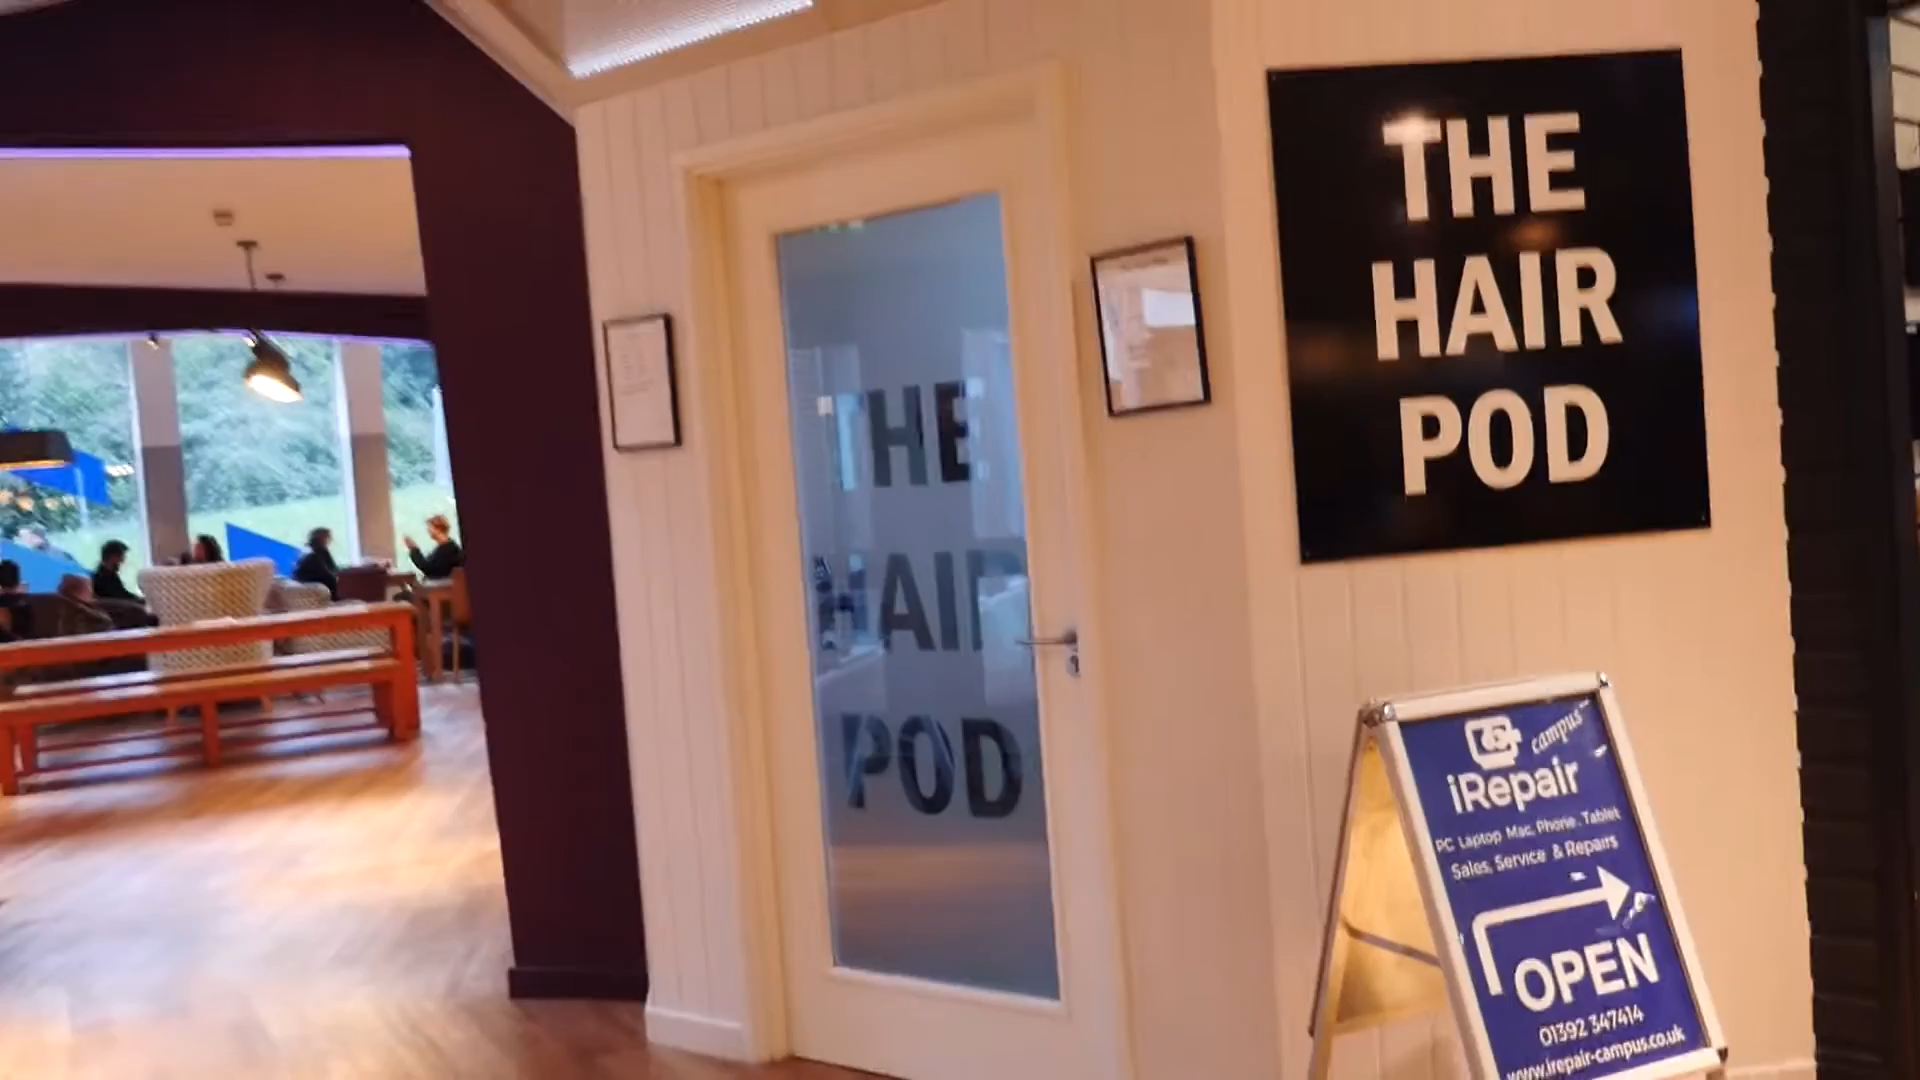 THE
HAIR
POD
THE
HAIR
POD
campus
iRepair
PC Laptop Mac, Phone, Tablet
Sales, Service & Repairs
OPEN
01392 347414
www.irepair-campus.co.uk